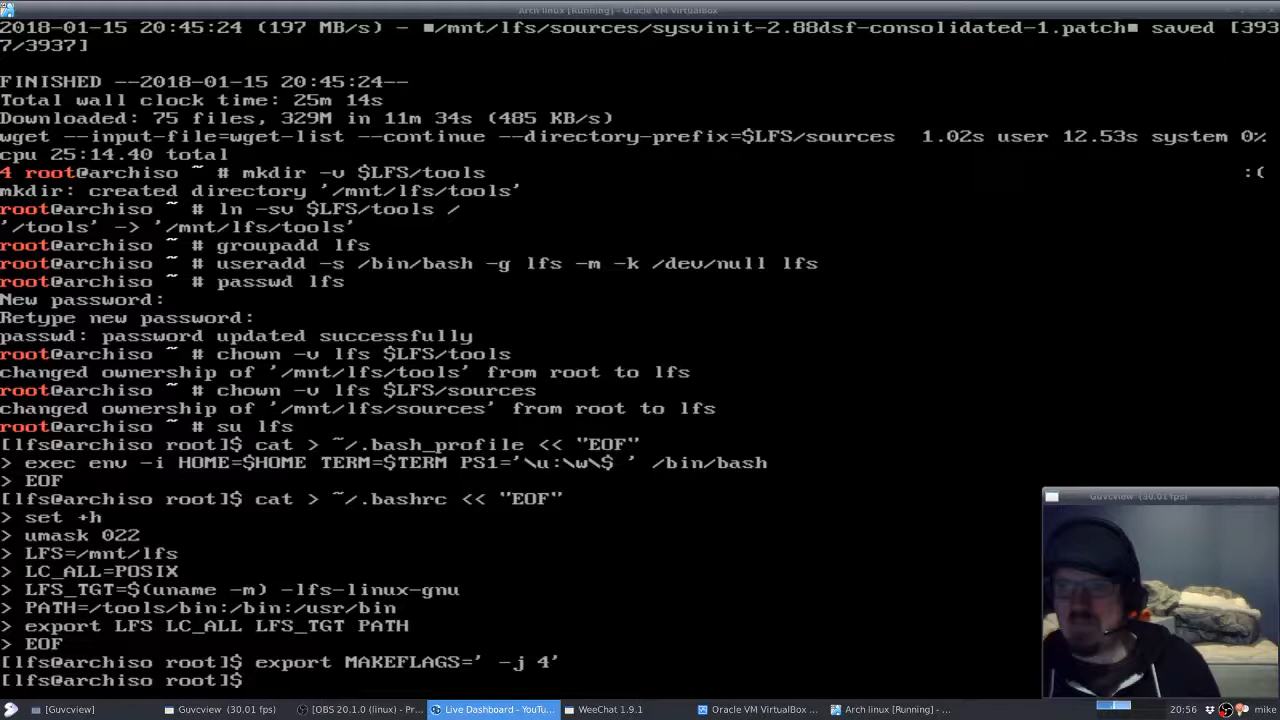 Arch linux [Running] - Oracle VM VirtualBox
2018-01-15 20:45:24 (197 MB/s) - ■/mnt/lfs/sources/sysvinit-2.88dsf-consolidated-1.patch■ saved [393
7/3937]
FINISHED --2018-01-15 20:45:24--
Total wall clock time: 25m 14s
Downloaded: 75 files, 329M in 11m 34s (485 KB/s)
wget --input-file=wget-list --continue --directory-prefix=$LFS/sources  1.02s user 12.53s system 0%
cpu 25:14.40 total
4 root@archiso ~ # mkdir -v $LFS/tools :(
mkdir: created directory '/mnt/lfs/tools'
root@archiso ~ # ln -sv $LFS/tools /
'/tools' -> '/mnt/lfs/tools'
root@archiso ~ # groupadd lfs
root@archiso ~ # useradd -s /bin/bash -g lfs -m -k /dev/null lfs
root@archiso ~ # passwd lfs
New password:
Retype new password:
passwd: password updated successfully
root@archiso ~ # chown -v lfs $LFS/tools
changed ownership of '/mnt/lfs/tools' from root to lfs
root@archiso ~ # chown -v lfs $LFS/sources
changed ownership of '/mnt/lfs/sources' from root to lfs
root@archiso ~ # su lfs
[lfs@archiso root]$ cat > ~/.bash_profile << "EOF"
> exec env -i HOME=$HOME TERM=$TERM PS1='\u:\w\$ ' /bin/bash
> EOF
[lfs@archiso root]$ cat > ~/.bashrc << "EOF"
> set +h
> umask 022
> LFS=/mnt/lfs
> LC_ALL=POSIX
> LFS_TGT=$(uname -m) -lfs-linux-gnu
> PATH=/tools/bin:/bin:/usr/bin
> export LFS LC_ALL LFS_TGT PATH
> EOF
[lfs@archiso root]$ export MAKEFLAGS=' -j 4'
[lfs@archiso root]$
Guvcview (30.01 fps)
[Guvcview] Guvcview (30.01 fps) [OBS 20.1.0 (linux) - Pr... Live Dashboard - YouTu... WeeChat 1.9.1 Oracle VM VirtualBox ... Arch linux [Running] - ... 20:56 mike